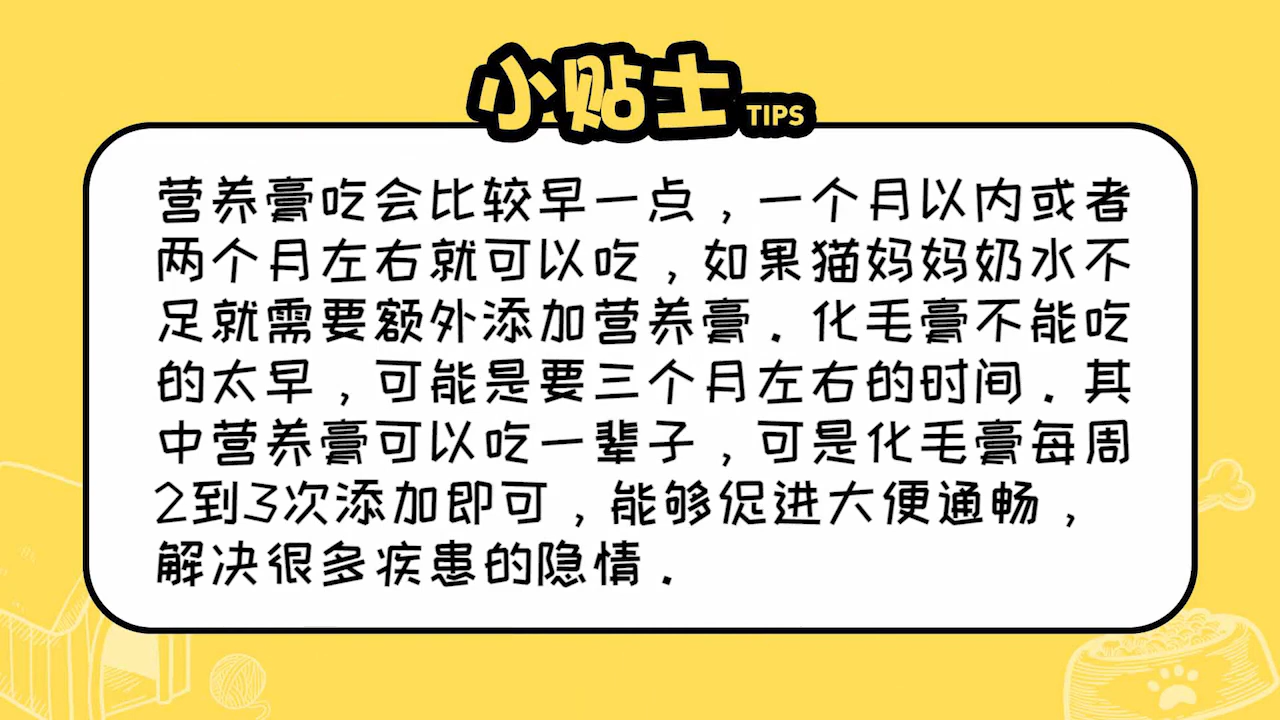 小贴士 TIPS
营养膏吃会比较早一点，一个月以内或者
两个月左右就可以吃，如果猫妈妈奶水不
足就需要额外添加营养膏．化毛膏不能吃
的太早，可能是要三个月左右的时间．其
中营养膏可以吃一辈子，可是化毛膏每周
2到3次添加即可，能够促进大便通畅，
解决很多疾患的隐情．